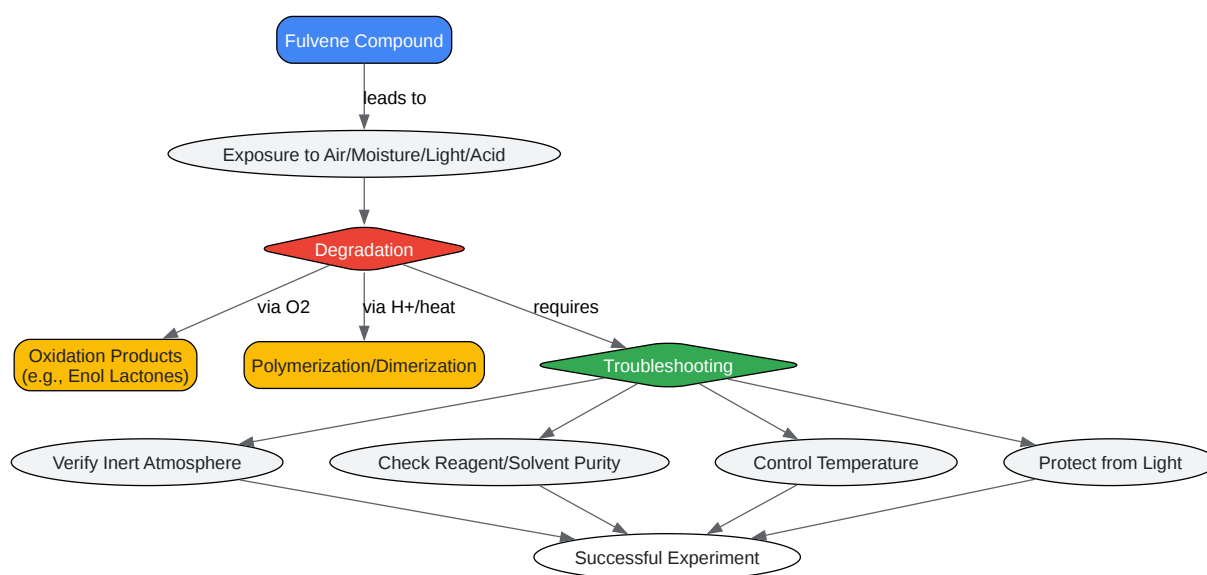 Fulvene Compound
leads to
Exposure to Air/Moisture/Light/Acid
Degradation
via O2
via H+/heat
requires
Oxidation Products
(e.g., Enol Lactones)
Polymerization/Dimerization
Troubleshooting
Verify Inert Atmosphere
Check Reagent/Solvent Purity
Control Temperature
Protect from Light
Successful Experiment